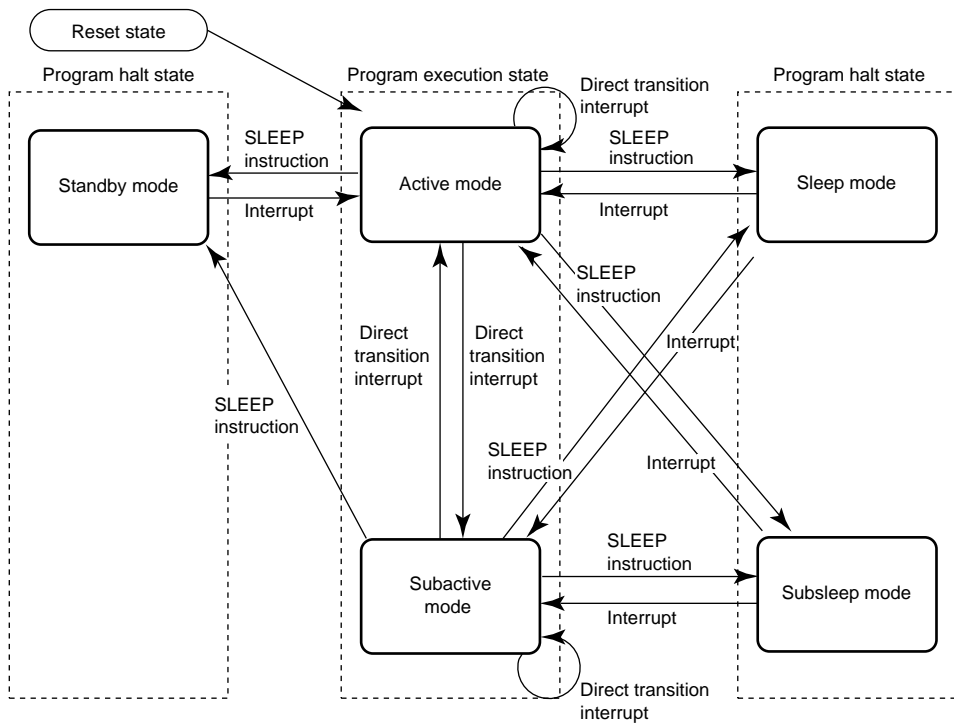 Reset state
Program halt state
Program execution state
Program halt state
Direct transition
interrupt
SLEEP
instruction
SLEEP
instruction
Standby mode
Active mode
Sleep mode
Interrupt
Interrupt
SLEEP
instruction
Direct
transition
interrupt
Direct
transition
interrupt
Interrupt
SLEEP
instruction
SLEEP
instruction
Interrupt
SLEEP
instruction
Subactive
mode
Subsleep mode
Interrupt
Direct transition
interrupt